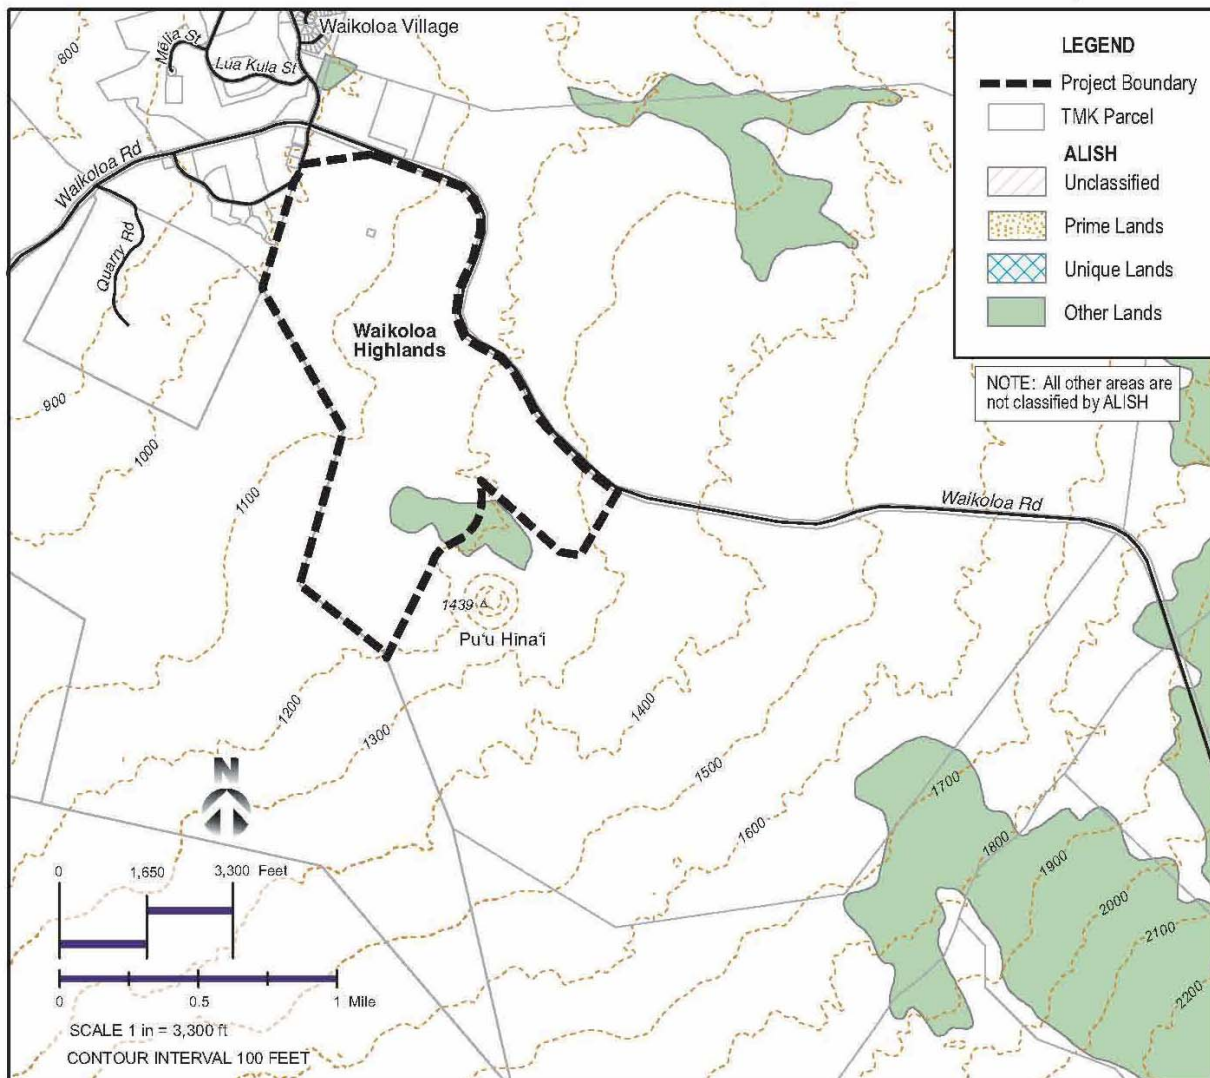 Waikoloa Village
Mēlia St
Lua Kula St
800
Waikoloa Rd
Quarry Rd
Waikoloa
Highlands
LEGEND
Project Boundary
TMK Parcel
ALISH
Unclassified
Prime Lands
Unique Lands
Other Lands
NOTE: All other areas are
not classified by ALISH
900
1000
1100
Waikoloa Rd
1439
Pu'u Hina'i
1200
1300
1400
1500
1600
1700
1800
1900
2000
2100
2200
N
0 1,650 3,300 Feet
0 0.5 1 Mile
SCALE 1 in = 3,300 ft
CONTOUR INTERVAL 100 FEET